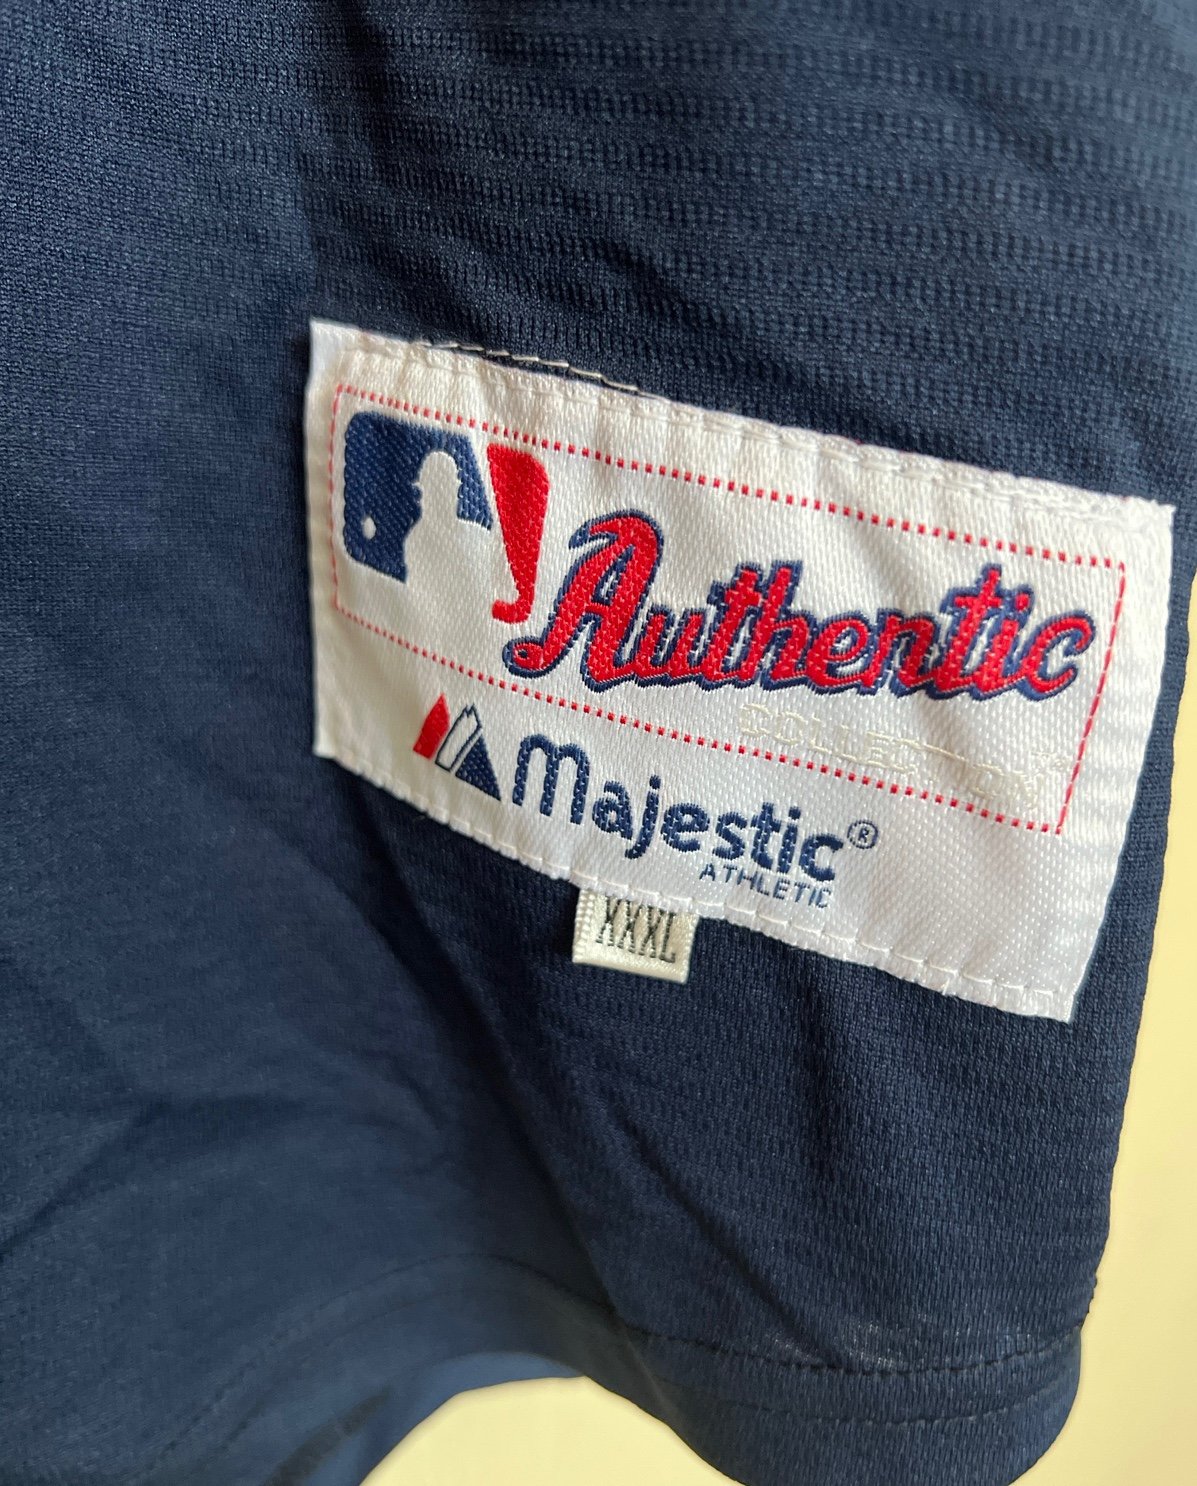 Authentic
COLLECTION
Majestic®
ATHLETIC
XXXL